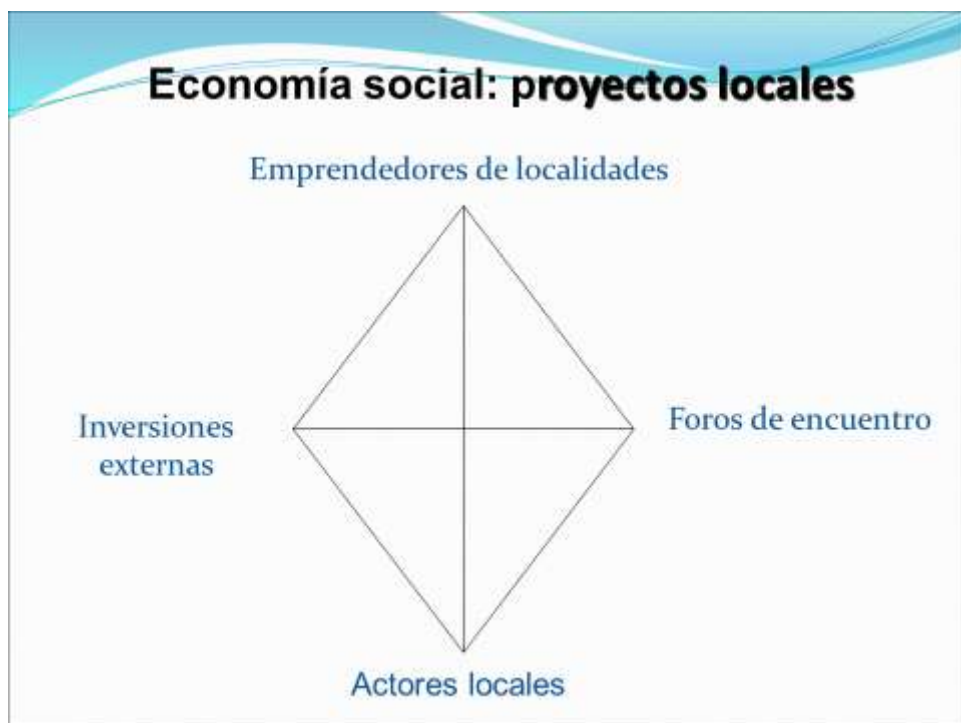 Economía social: proyectos locales
Emprendedores de localidades
Inversiones
externas
Foros de encuentro
Actores locales